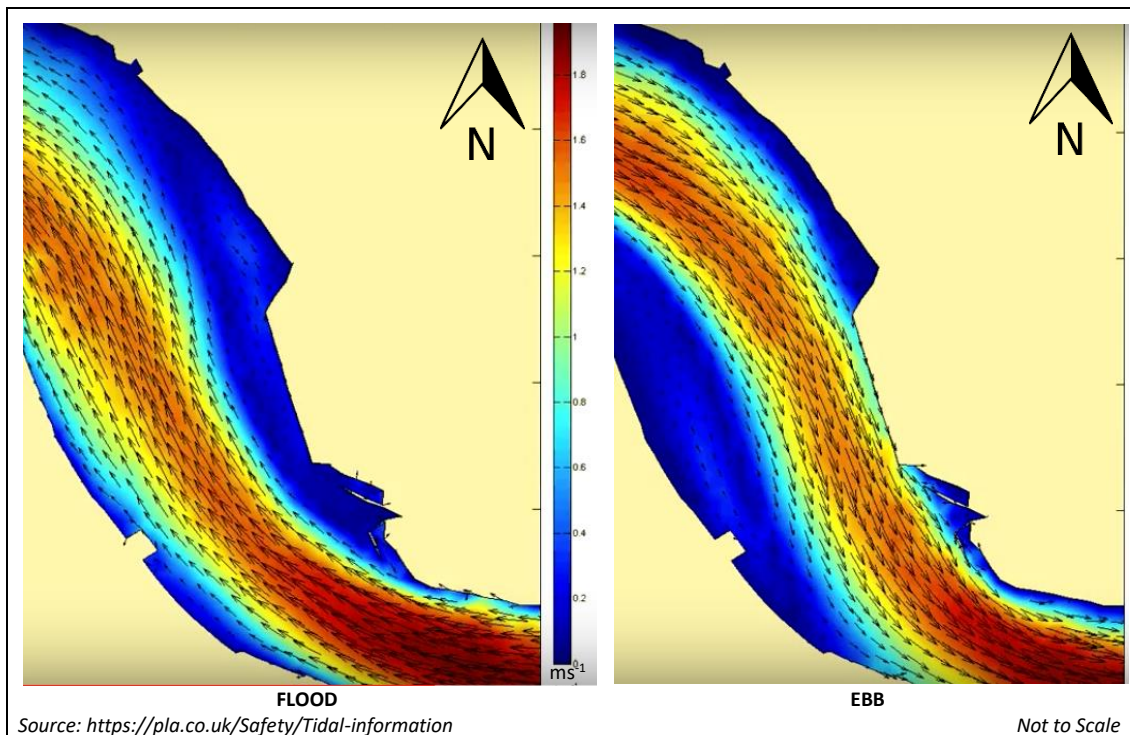 N
N
1.8
1.6
1.4
1.2
1
0.8
0.6
0.4
0.2
0
ms-1
FLOOD
EBB
Source: https://pla.co.uk/Safety/Tidal-information
Not to Scale